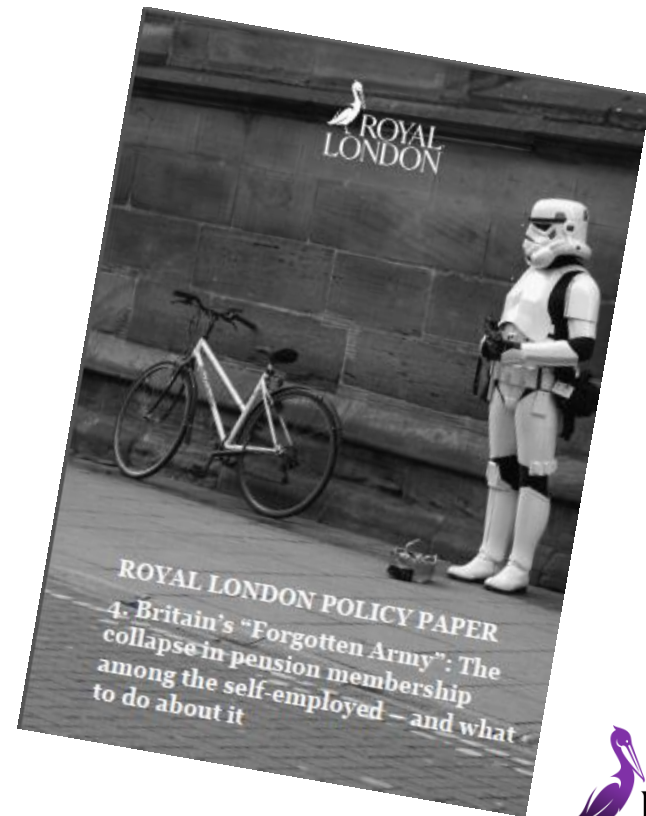 ROYAL
LONDON
ROYAL LONDON POLICY PAPER
4. Britain's “Forgotten Army”: The
collapse in pension membership
among the self-employed – and what
to do about it